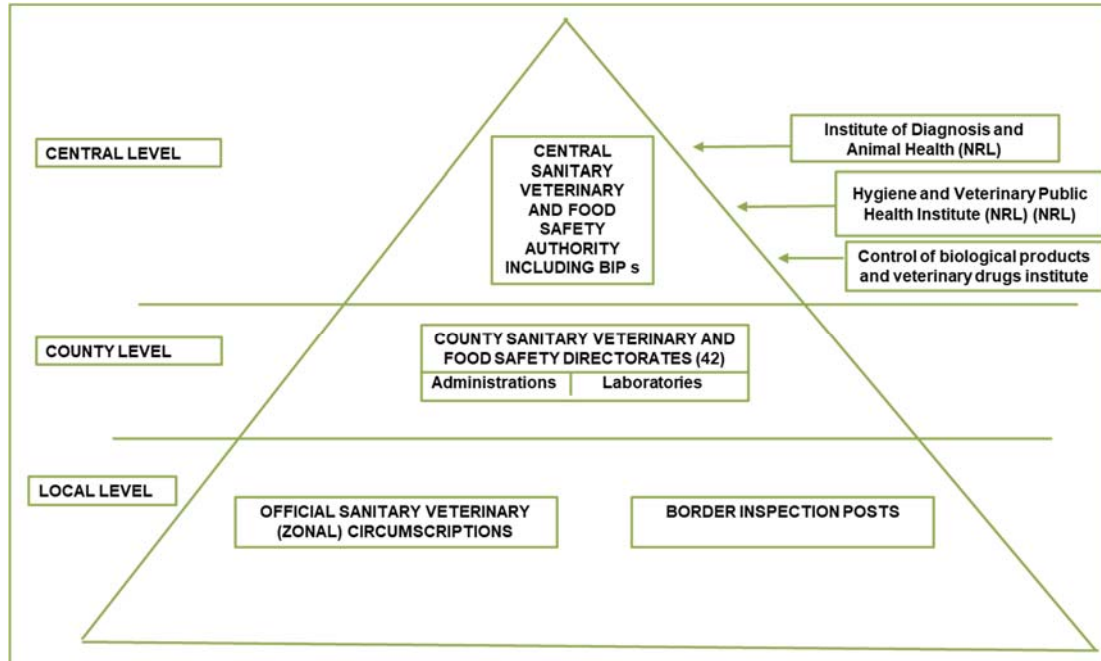 CENTRAL LEVEL
CENTRAL
SANITARY
VETERINARY
AND FOOD
SAFETY
AUTHORITY
INCLUDING BIP s
Institute of Diagnosis and
Animal Health (NRL)
Hygiene and Veterinary Public
Health Institute (NRL) (NRL)
Control of biological products
and veterinary drugs institute
COUNTY LEVEL
COUNTY SANITARY VETERINARY AND
FOOD SAFETY DIRECTORATES (42)
Administrations Laboratories
LOCAL LEVEL
OFFICIAL SANITARY VETERINARY
(ZONAL) CIRCUMSCRIPTIONS
BORDER INSPECTION POSTS